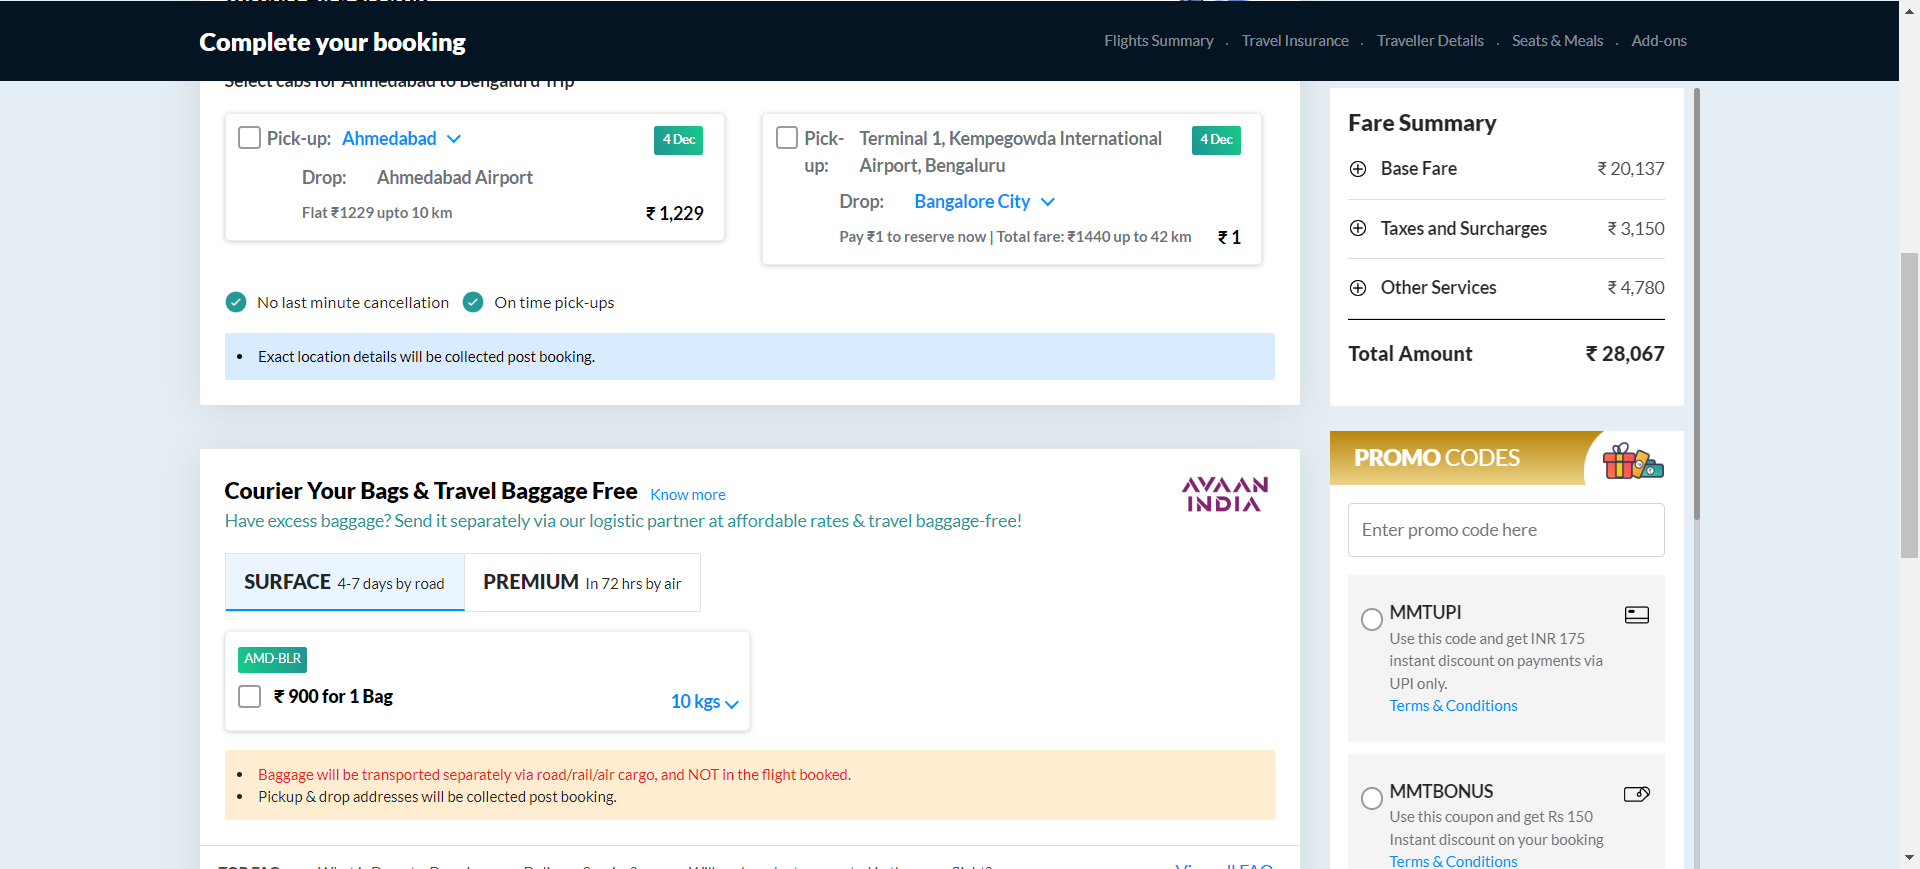 Complete your booking
Flights Summary . Travel Insurance . Traveller Details . Seats & Meals . Add-ons
Select cabs for Ahmedabad to Bengaluru Trip
Pick-up: Ahmedabad
4 Dec
Drop: Ahmedabad Airport
Flat ₹1229 upto 10 km
₹ 1,229
Pick-up: Terminal 1, Kempegowda International
Airport, Bengaluru
4 Dec
Drop: Bangalore City
Pay ₹1 to reserve now | Total fare: ₹1440 up to 42 km
₹ 1
No last minute cancellation
On time pick-ups
• Exact location details will be collected post booking.
Courier Your Bags & Travel Baggage Free Know more
AVAAN
INDIA
Have excess baggage? Send it separately via our logistic partner at affordable rates & travel baggage-free!
SURFACE 4-7 days by road
PREMIUM In 72 hrs by air
AMD-BLR
₹ 900 for 1 Bag
10 kgs
• Baggage will be transported separately via road/rail/air cargo, and NOT in the flight booked.
• Pickup & drop addresses will be collected post booking.
Fare Summary
Base Fare ₹ 20,137
Taxes and Surcharges ₹ 3,150
Other Services ₹ 4,780
Total Amount ₹ 28,067
PROMO CODES
Enter promo code here
MMTUPI
Use this code and get INR 175
instant discount on payments via
UPI only.
Terms & Conditions
MMTBONUS
Use this coupon and get Rs 150
Instant discount on your booking
Terms & Conditions